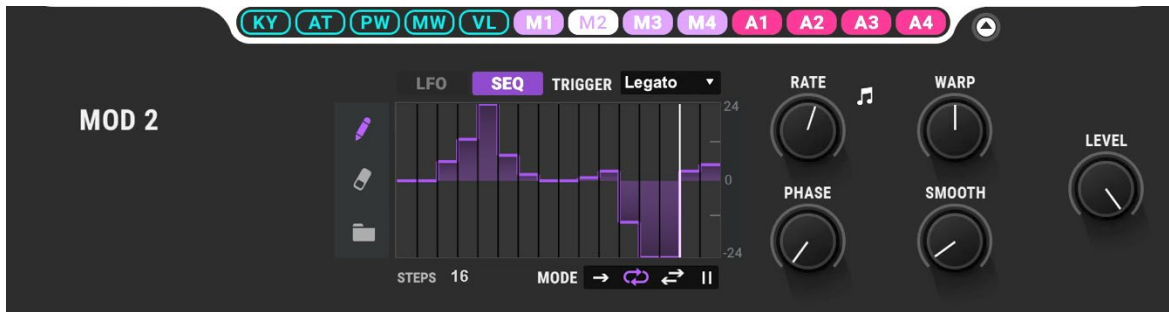 KY AT PW MW VL M1 M2 M3 M4 A1 A2 A3 A4
LFO SEQ TRIGGER Legato
RATE WARP
24
MOD 2
LEVEL
0
PHASE SMOOTH
-24
STEPS 16 MODE